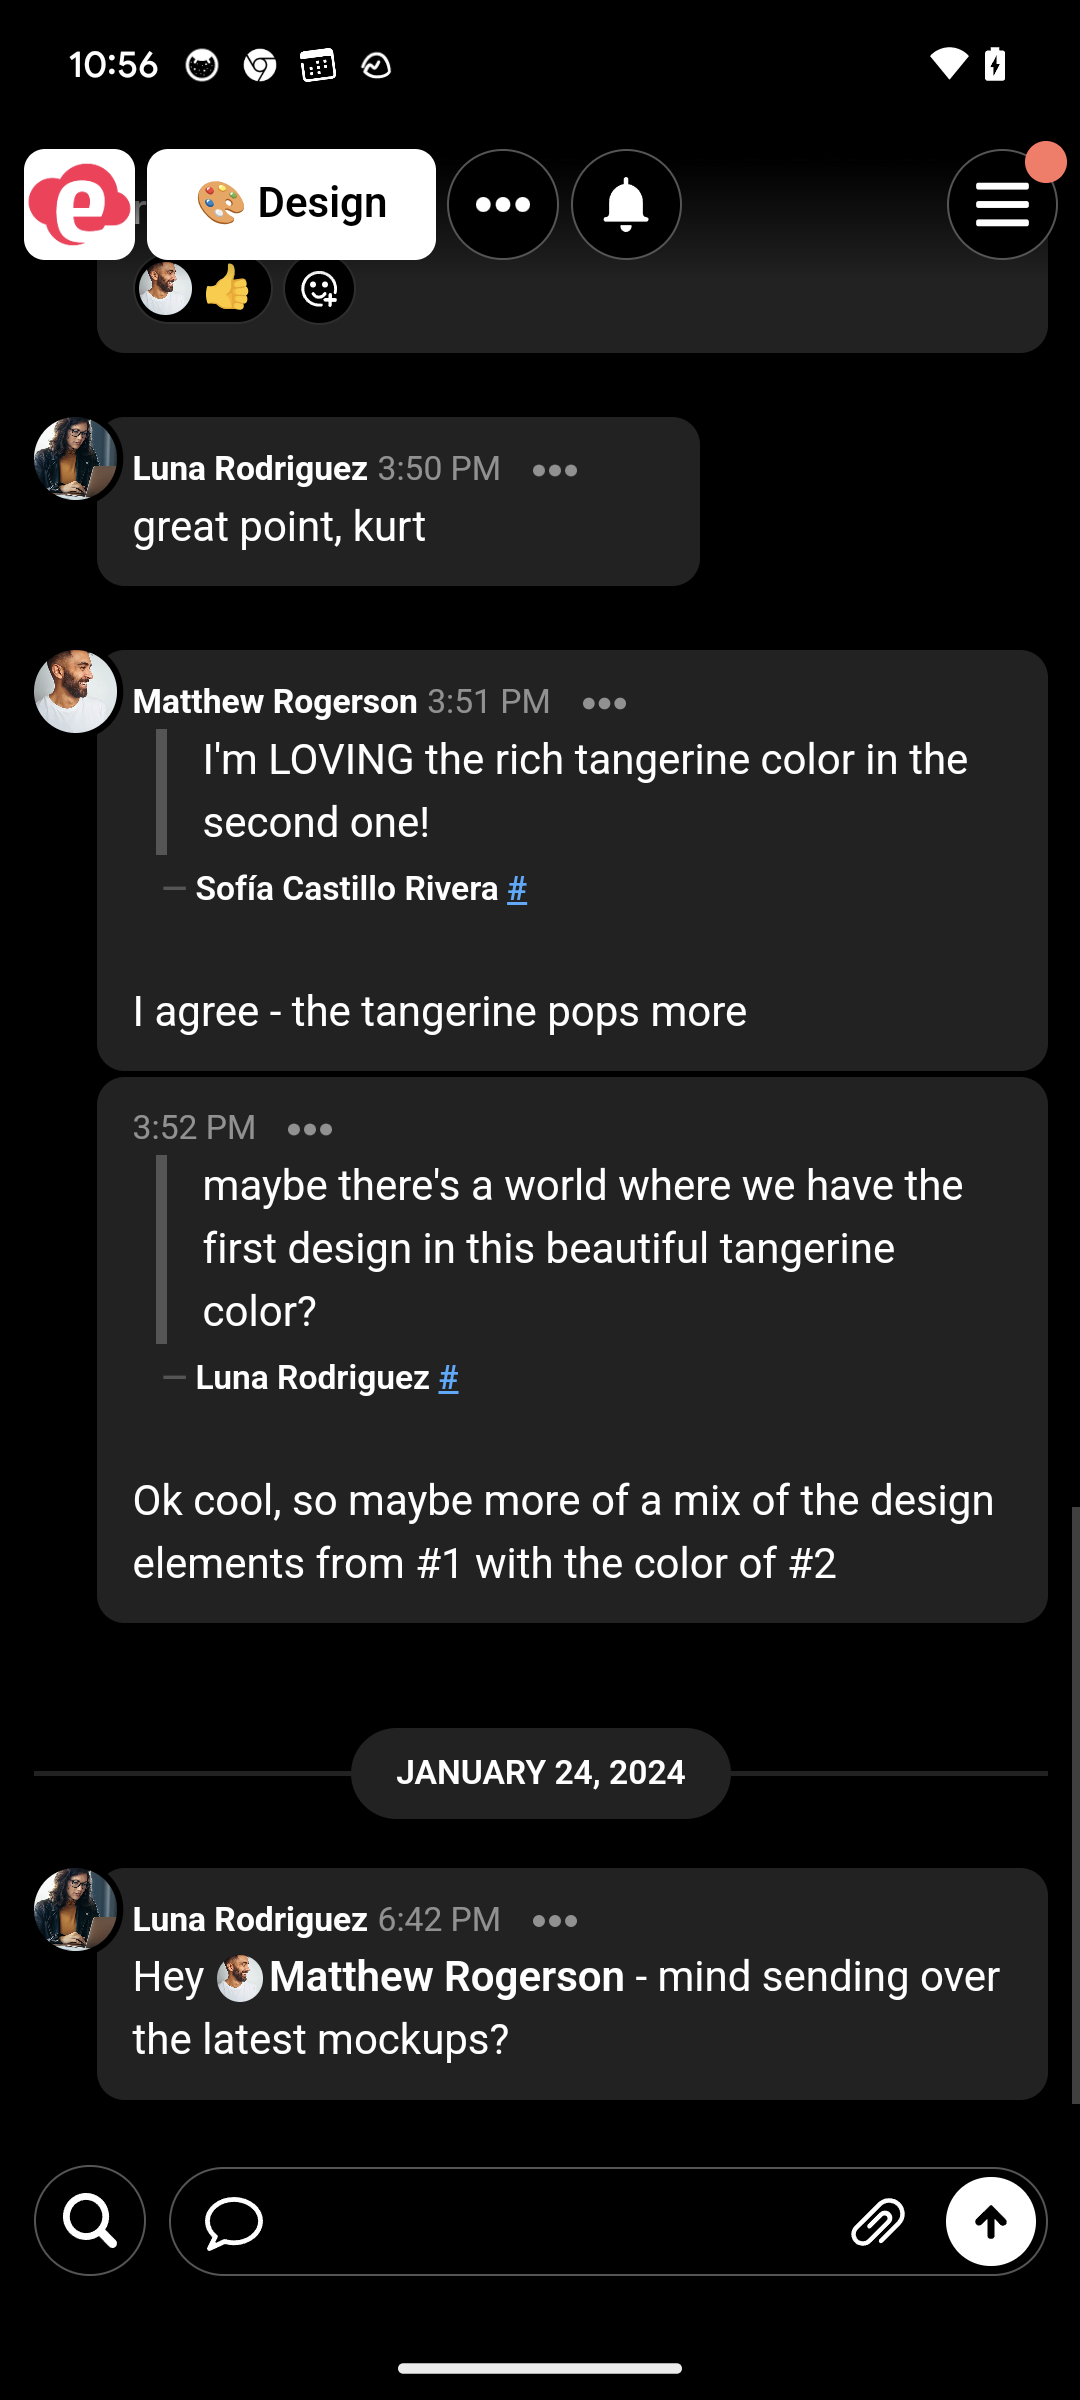 10:56
e
🎨 Design
Luna Rodriguez 3:50 PM
great point, kurt
Matthew Rogerson 3:51 PM
I'm LOVING the rich tangerine color in the
second one!
— Sofía Castillo Rivera #
I agree - the tangerine pops more
3:52 PM
maybe there's a world where we have the
first design in this beautiful tangerine
color?
— Luna Rodriguez #
Ok cool, so maybe more of a mix of the design
elements from #1 with the color of #2
JANUARY 24, 2024
Luna Rodriguez 6:42 PM
Hey Matthew Rogerson - mind sending over
the latest mockups?